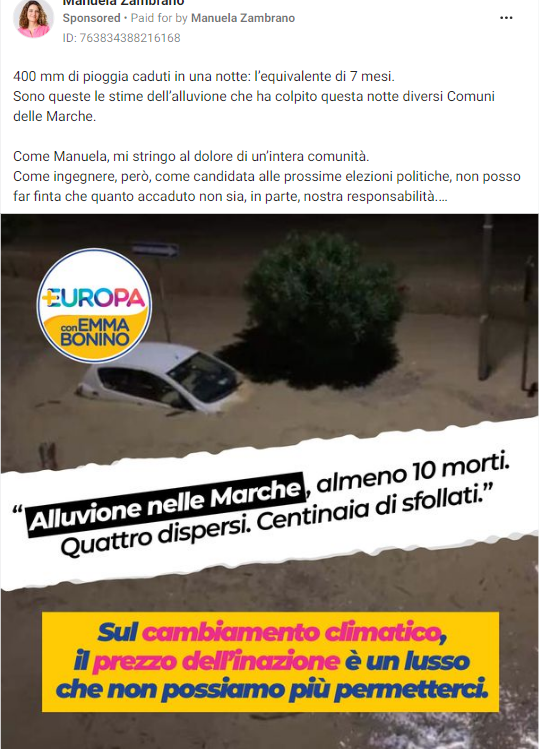 Manuela Zambrano
Sponsored • Paid for by Manuela Zambrano
ID: 763834388216168
400 mm di pioggia caduti in una notte: l’equivalente di 7 mesi.
Sono queste le stime dell’alluvione che ha colpito questa notte diversi Comuni
delle Marche.
Come Manuela, mi stringo al dolore di un’intera comunità.
Come ingegnere, però, come candidata alle prossime elezioni politiche, non posso
far finta che quanto accaduto non sia, in parte, nostra responsabilità....
+EUROPA
con EMMA
BONINO
“Alluvione nelle Marche, almeno 10 morti.
Quattro dispersi. Centinaia di sfollati.”
Sul cambiamento climatico,
il prezzo dell’inazione è un lusso
che non possiamo più permetterci.